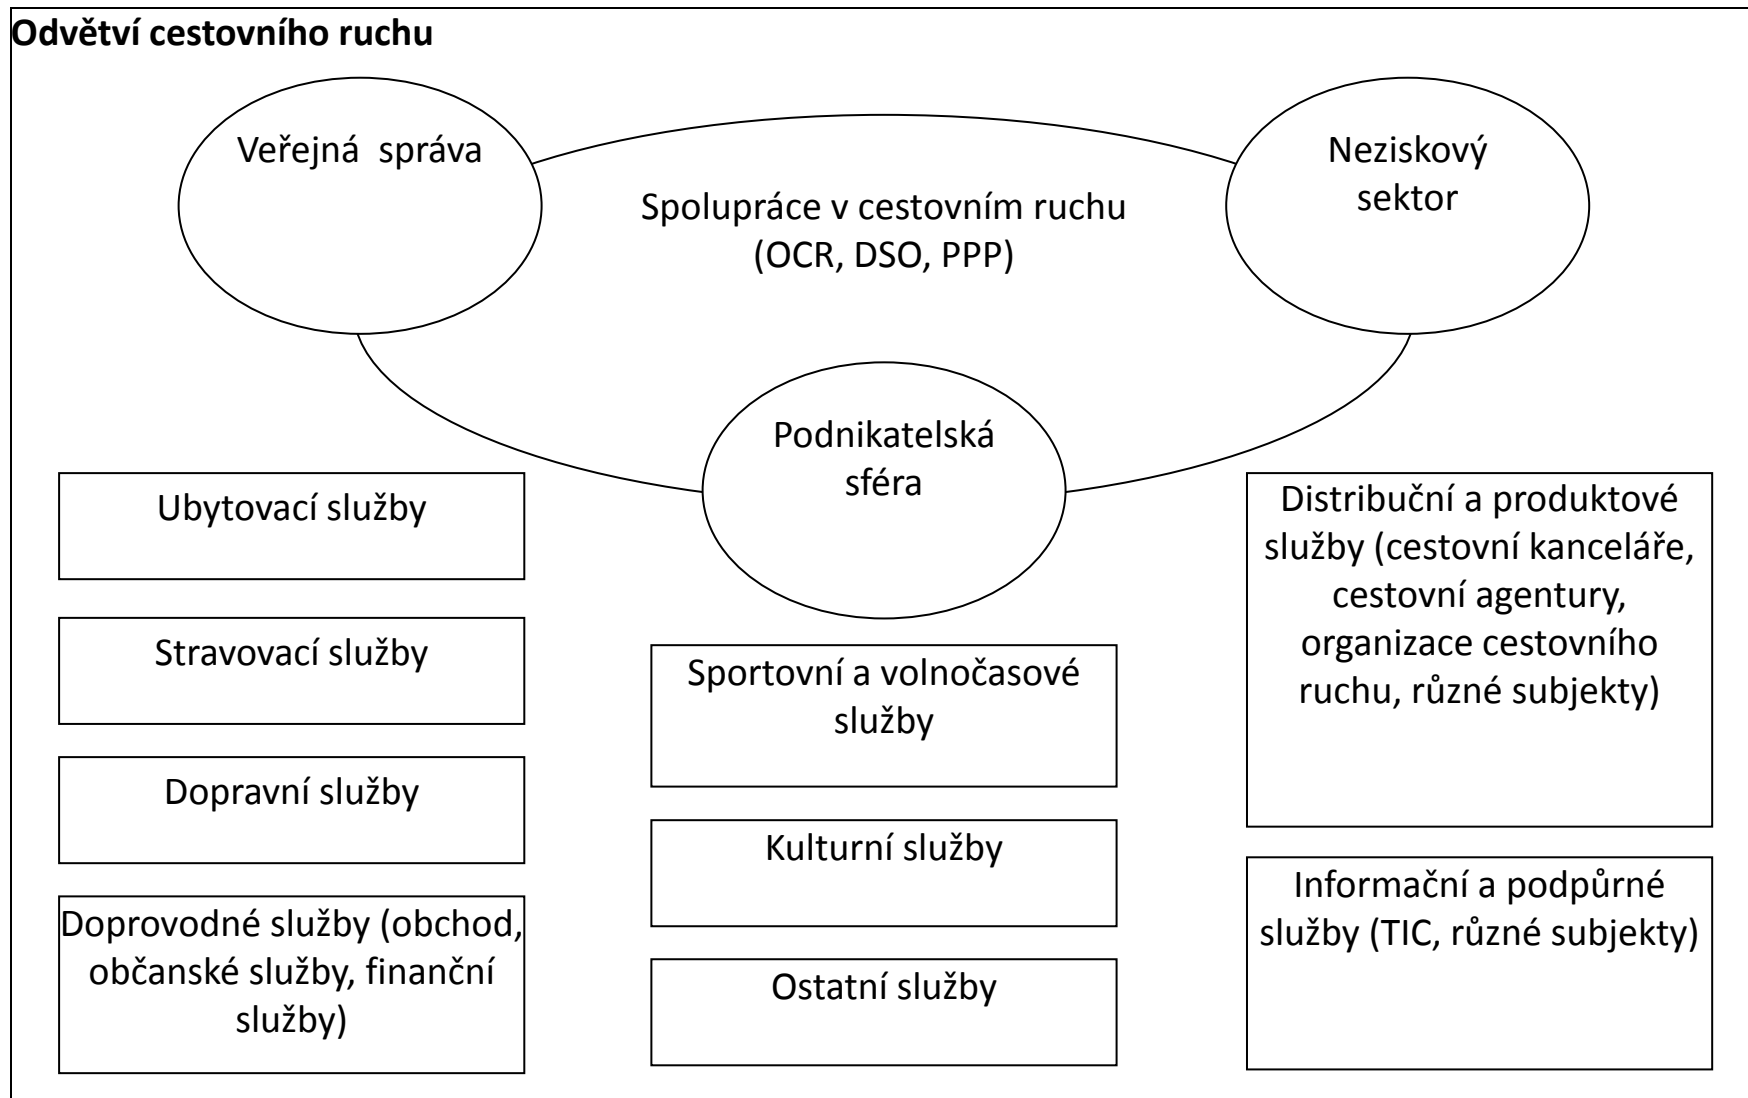 Odvětví cestovního ruchu
Veřejná správa
Neziskový
sektor
Spolupráce v cestovním ruchu
(OCR, DSO, PPP)
Podnikatelská
sféra
Ubytovací služby
Stravovací služby
Dopravní služby
Doprovodné služby (obchod,
občanské služby, finanční
služby)
Sportovní a volnočasové
služby
Kulturní služby
Ostatní služby
Distribuční a produktové
služby (cestovní kanceláře,
cestovní agentury,
organizace cestovního
ruchu, různé subjekty)
Informační a podpůrné
služby (TIC, různé subjekty)